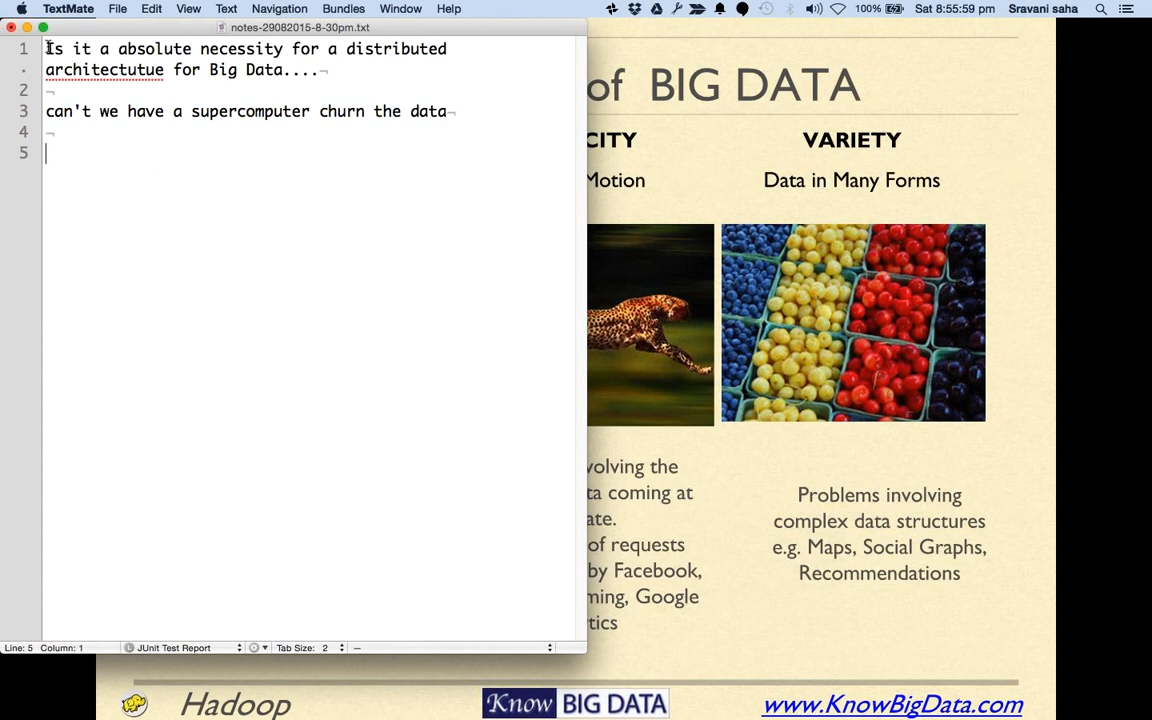 TextMate File Edit View Text Navigation Bundles Window Help 100% Sat 8:55:59 pm Sravani saha
notes-29082015-8-30pm.txt
1 Is it a absolute necessity for a distributed
architectutue for Big Data....¬
2 ¬
3 can't we have a supercomputer churn the data¬
4 ¬
5
Line: 5 Column: 1 JUnit Test Report Tab Size: 2 —
of BIG DATA
CITY
Motion
VARIETY
Data in Many Forms
volving the
ta coming at
ate.
of requests
by Facebook,
ming, Google
tics
Problems involving
complex data structures
e.g. Maps, Social Graphs,
Recommendations
Hadoop
Know BIG DATA
www.KnowBigData.com